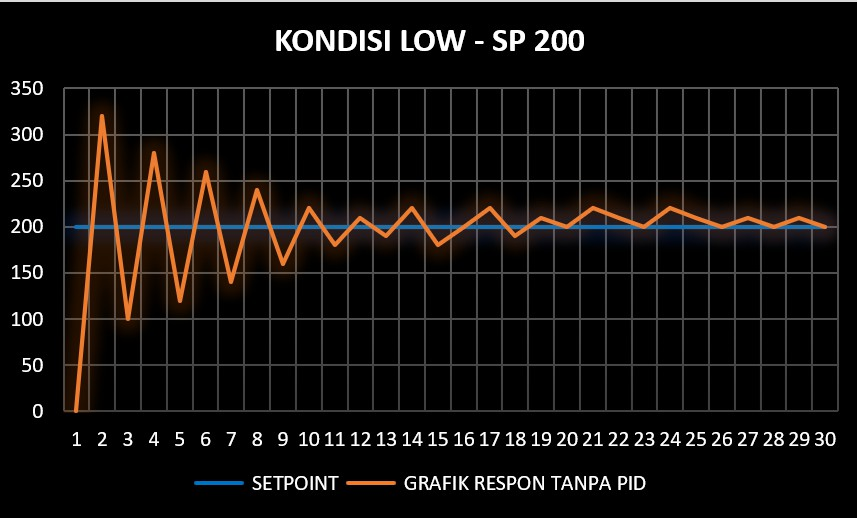 KONDISI LOW - SP 200
350
300
250
200
150
100
50
0
1 2 3 4 5 6 7 8 9 10 11 12 13 14 15 16 17 18 19 20 21 22 23 24 25 26 27 28 29 30
SETPOINT GRAFIK RESPON TANPA PID